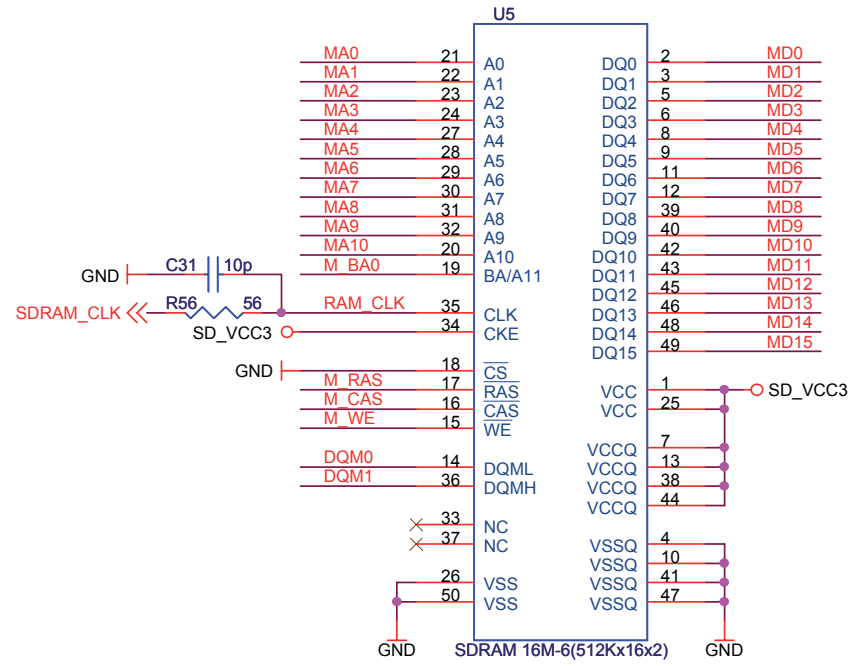 U5
MA0 21 A0 DQ0 2 MD0
MA1 22 A1 DQ1 3 MD1
MA2 23 A2 DQ2 5 MD2
MA3 24 A3 DQ3 6 MD3
MA4 27 A4 DQ4 8 MD4
MA5 28 A5 DQ5 9 MD5
MA6 29 A6 DQ6 11 MD6
MA7 30 A7 DQ7 12 MD7
MA8 31 A8 DQ8 39 MD8
MA9 32 A9 DQ9 40 MD9
MA10 20 A10 DQ10 42 MD10
M_BA0 19 BA/A11 DQ11 43 MD11
DQ12 45 MD12
GND C31 10p
SDRAM_CLK R56 56 RAM_CLK 35 CLK DQ13 46 MD13
SD_VCC3 34 CKE DQ14 48 MD14
DQ15 49 MD15
GND 18 CS
M_RAS 17 RAS VCC 1 SD_VCC3
M_CAS 16 CAS VCC 25
M_WE 15 WE
VCCQ 7
DQM0 14 DQML VCCQ 13
DQM1 36 DQMH VCCQ 38
VCCQ 44
33 NC
37 NC VSSQ 4
VSSQ 10
26 VSS VSSQ 41
50 VSS VSSQ 47
GND SDRAM 16M-6(512Kx16x2) GND